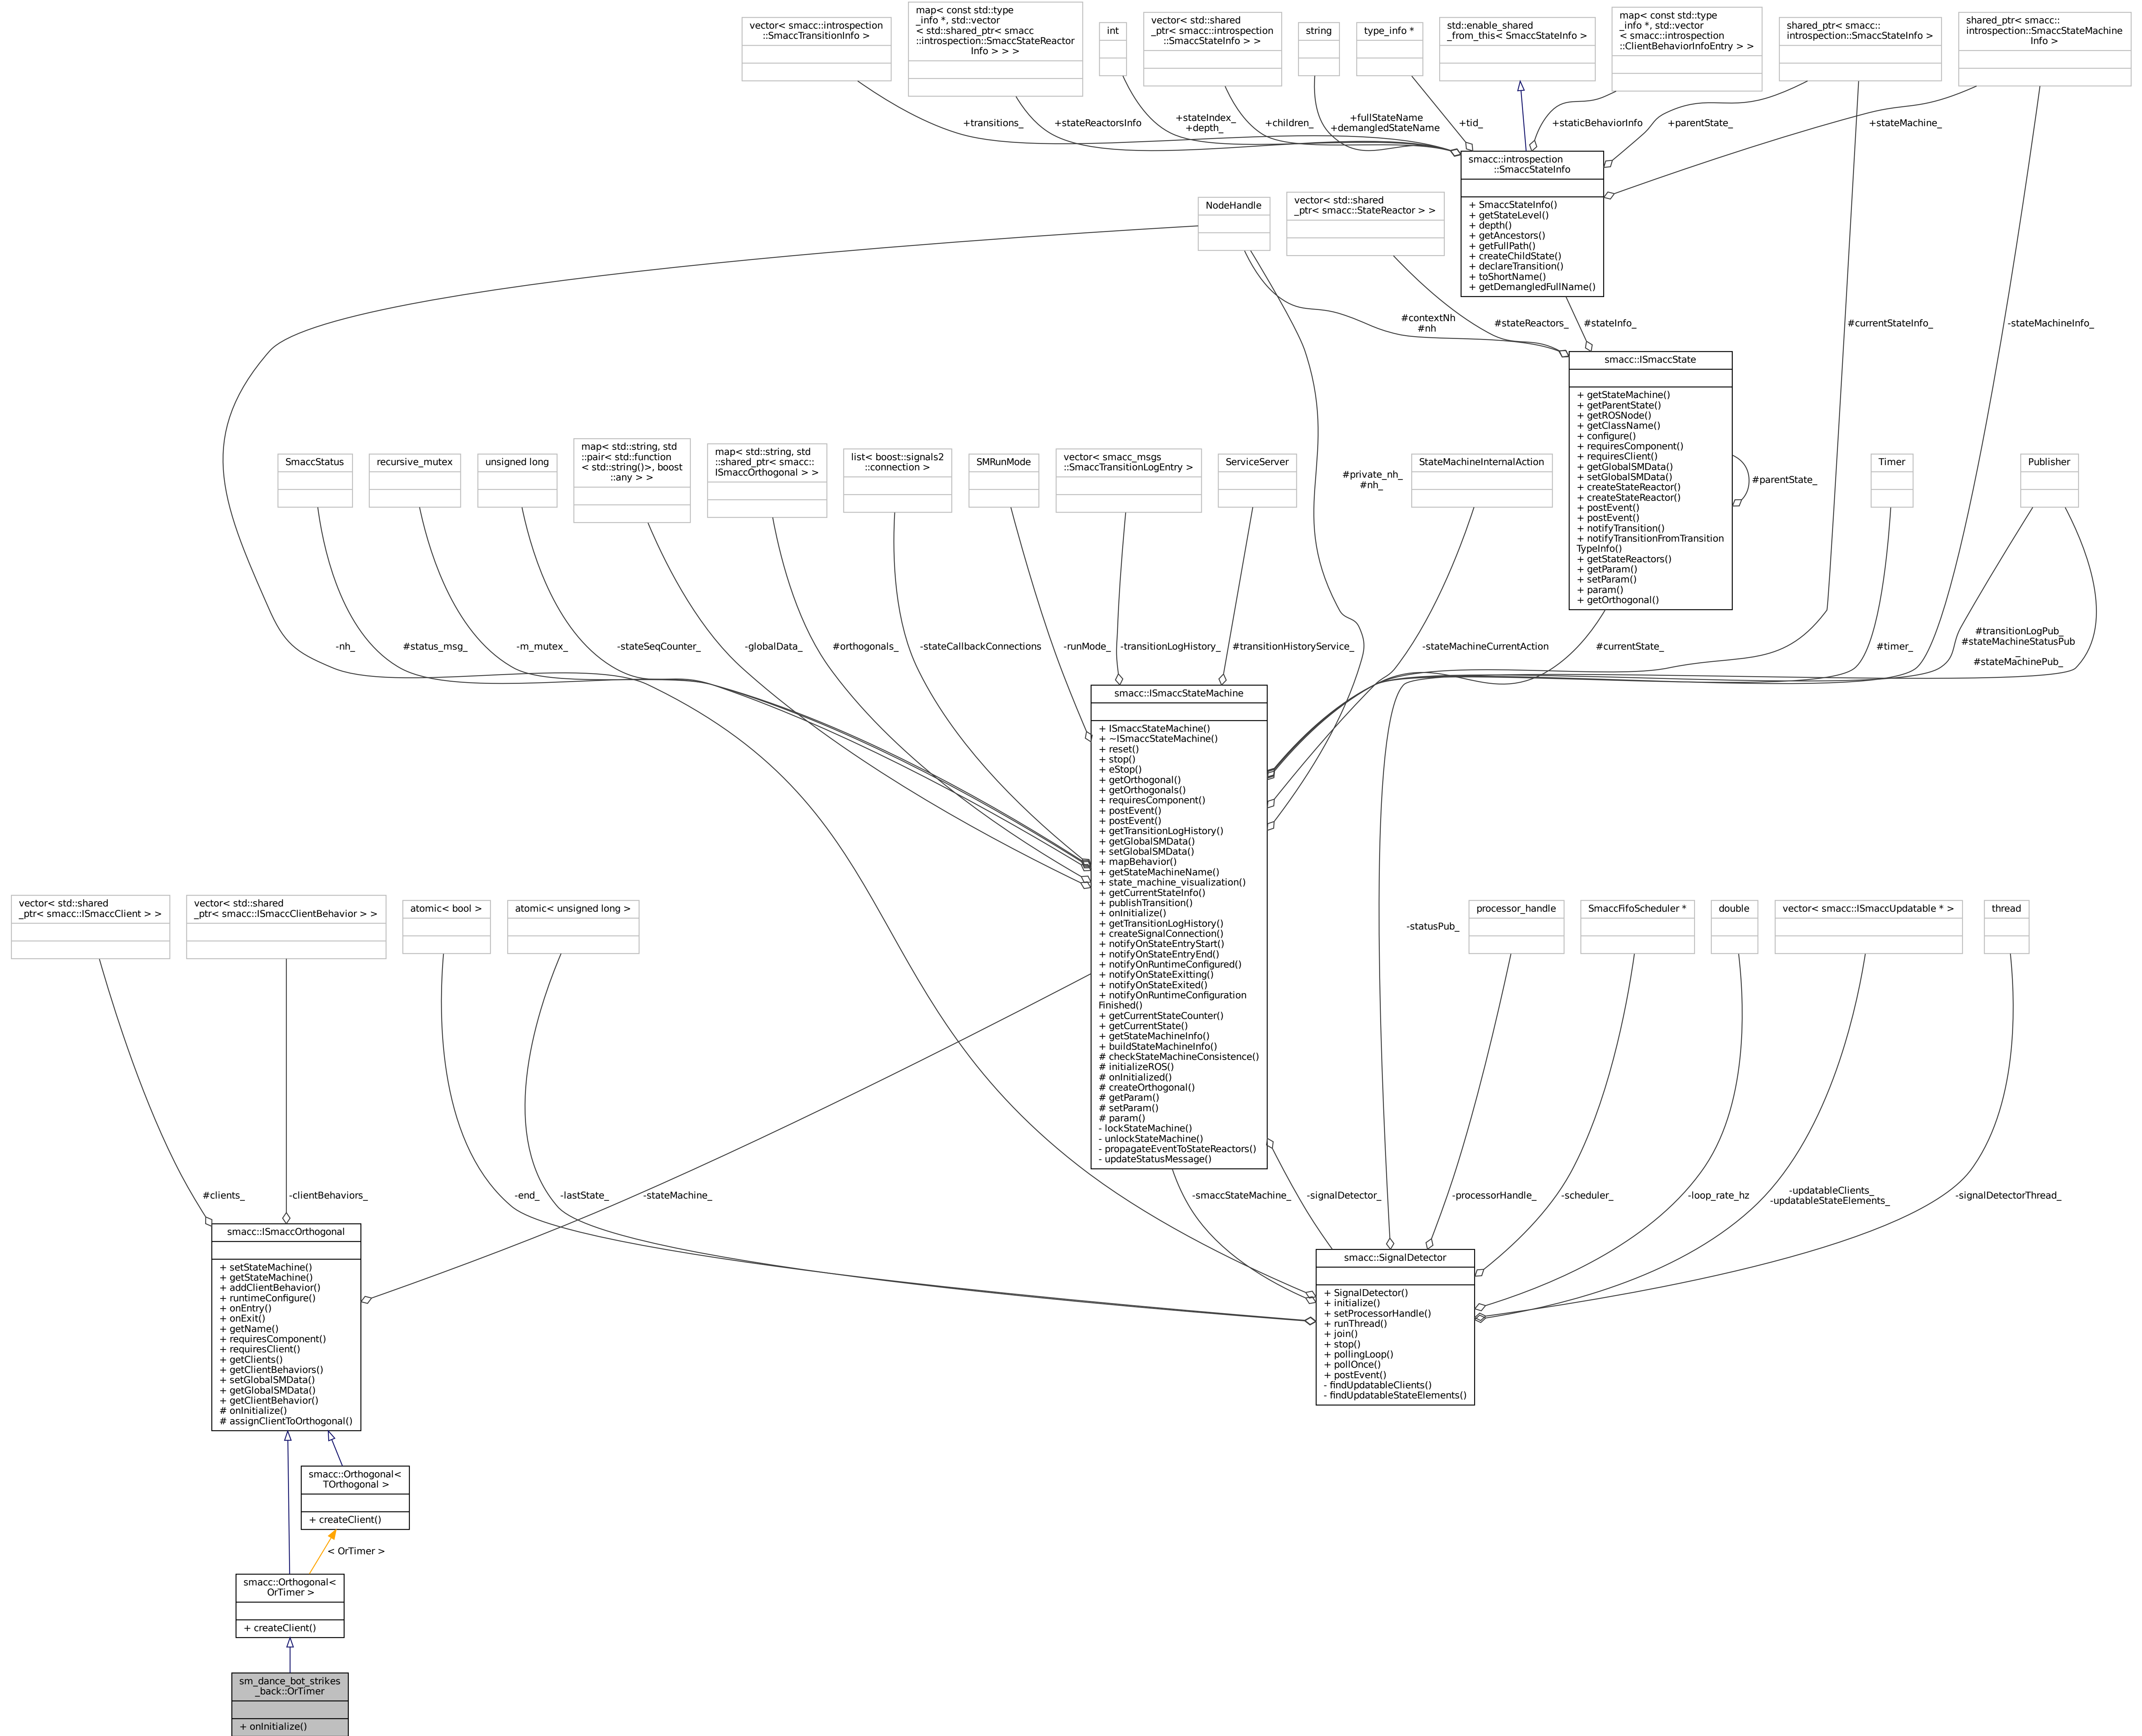 vector< smacc::introspection
::SmaccTransitionInfo >
map< const std::type
_info *, std::vector
< std::shared_ptr< smacc
::introspection::SmaccStateReactor
Info > > >
int
vector< std::shared
_ptr< smacc::introspection
::SmaccStateInfo > >
string
type_info *
std::enable_shared
_from_this< SmaccStateInfo >
map< const std::type
_info *, std::vector
< smacc::introspection
::ClientBehaviorInfoEntry > >
shared_ptr< smacc::
introspection::SmaccStateInfo >
shared_ptr< smacc::
introspection::SmaccStateMachine
Info >
+transitions_
+stateReactorsInfo
+stateIndex_
+depth_
+children_
+fullStateName
+demangledStateName
+tid_
+staticBehaviorInfo
+parentState_
+stateMachine_
smacc::introspection
::SmaccStateInfo
+ SmaccStateInfo()
+ getStateLevel()
+ depth()
+ getAncestors()
+ getFullPath()
+ createChildState()
+ declareTransition()
+ toShortName()
+ getDemangledFullName()
NodeHandle
vector< std::shared
_ptr< smacc::StateReactor > >
#contextNh
#nh
#stateReactors_
#stateInfo_
#currentStateInfo_
-stateMachineInfo_
smacc::ISmaccState
+ getStateMachine()
+ getParentState()
+ getROSNode()
+ getClassName()
+ configure()
+ requiresComponent()
+ requiresClient()
+ getGlobalSMData()
+ setGlobalSMData()
+ createStateReactor()
+ createStateReactor()
+ postEvent()
+ postEvent()
+ notifyTransition()
+ notifyTransitionFromTransition
TypeInfo()
+ getStateReactors()
+ getParam()
+ setParam()
+ param()
+ getOrthogonal()
#parentState_
SmaccStatus
recursive_mutex
unsigned long
map< std::string, std
::pair< std::function
< std::string()>, boost
::any > >
map< std::string, std
::shared_ptr< smacc::
ISmaccOrthogonal > >
list< boost::signals2
::connection >
SMRunMode
vector< smacc_msgs
::SmaccTransitionLogEntry >
ServiceServer
#private_nh_
#nh_
StateMachineInternalAction
Timer
Publisher
-nh_
#status_msg_
-m_mutex_
-stateSeqCounter_
-globalData_
#orthogonals_
-stateCallbackConnections
-runMode_
-transitionLogHistory_
#transitionHistoryService_
-stateMachineCurrentAction
#currentState_
#timer_
#transitionLogPub_
#stateMachineStatusPub
_
#stateMachinePub_
smacc::ISmaccStateMachine
+ ISmaccStateMachine()
+ ~ISmaccStateMachine()
+ reset()
+ stop()
+ eStop()
+ getOrthogonal()
+ getOrthogonals()
+ requiresComponent()
+ postEvent()
+ postEvent()
+ getTransitionLogHistory()
+ getGlobalSMData()
+ setGlobalSMData()
+ mapBehavior()
+ getStateMachineName()
+ state_machine_visualization()
+ getCurrentStateInfo()
+ publishTransition()
+ onInitialize()
+ getTransitionLogHistory()
+ createSignalConnection()
+ notifyOnStateEntryStart()
+ notifyOnStateEntryEnd()
+ notifyOnRuntimeConfigured()
+ notifyOnStateExitting()
+ notifyOnStateExited()
+ notifyOnRuntimeConfiguration
Finished()
+ getCurrentStateCounter()
+ getCurrentState()
+ getStateMachineInfo()
+ buildStateMachineInfo()
# checkStateMachineConsistence()
# initializeROS()
# onInitialized()
# createOrthogonal()
# getParam()
# setParam()
# param()
- lockStateMachine()
- unlockStateMachine()
- propagateEventToStateReactors()
- updateStatusMessage()
vector< std::shared
_ptr< smacc::ISmaccClient > >
vector< std::shared
_ptr< smacc::ISmaccClientBehavior > >
atomic< bool >
atomic< unsigned long >
-statusPub_
processor_handle
SmaccFifoScheduler *
double
vector< smacc::ISmaccUpdatable * >
thread
#clients_
-clientBehaviors_
-end_
-lastState_
-stateMachine_
-smaccStateMachine_
-signalDetector_
-processorHandle_
-scheduler_
-loop_rate_hz
-updatableClients_
-updatableStateElements_
-signalDetectorThread_
smacc::ISmaccOrthogonal
+ setStateMachine()
+ getStateMachine()
+ addClientBehavior()
+ runtimeConfigure()
+ onEntry()
+ onExit()
+ getName()
+ requiresComponent()
+ requiresClient()
+ getClients()
+ getClientBehaviors()
+ setGlobalSMData()
+ getGlobalSMData()
+ getClientBehavior()
# onInitialize()
# assignClientToOrthogonal()
smacc::SignalDetector
+ SignalDetector()
+ initialize()
+ setProcessorHandle()
+ runThread()
+ join()
+ stop()
+ pollingLoop()
+ pollOnce()
+ postEvent()
- findUpdatableClients()
- findUpdatableStateElements()
smacc::Orthogonal<
TOrthogonal >
+ createClient()
< OrTimer >
smacc::Orthogonal<
OrTimer >
+ createClient()
sm_dance_bot_strikes
_back::OrTimer
+ onInitialize()